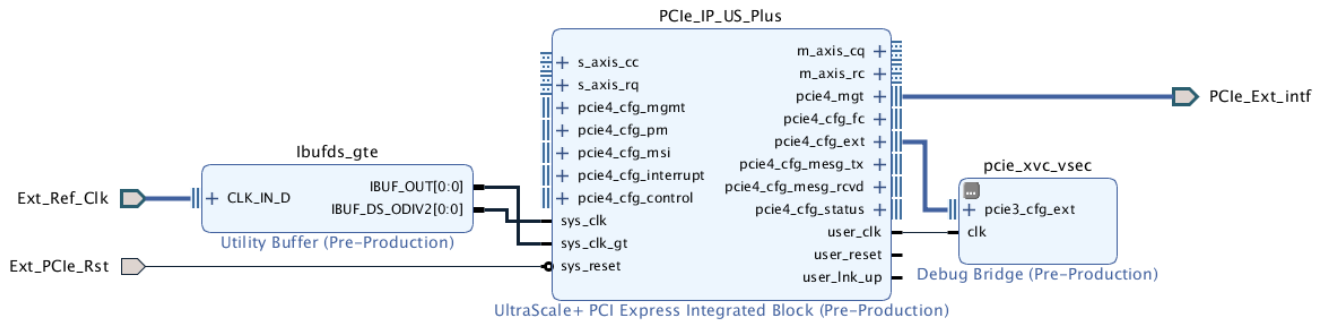 PCIe_IP_US_Plus
s_axis_cc
s_axis_rq
pcie4_cfg_mgmt
pcie4_cfg_pm
pcie4_cfg_msi
pcie4_cfg_interrupt
pcie4_cfg_control
sys_clk
sys_clk_gt
sys_reset
m_axis_cq
m_axis_rc
pcie4_mgt
pcie4_cfg_fc
pcie4_cfg_ext
pcie4_cfg_mesg_tx
pcie4_cfg_mesg_rcvd
pcie4_cfg_status
user_clk
user_reset
user_lnk_up
UltraScale+ PCI Express Integrated Block (Pre-Production)
Ibufds_gte
CLK_IN_D
IBUF_OUT[0:0]
IBUF_DS_ODIV2[0:0]
Utility Buffer (Pre-Production)
Ext_Ref_Clk
Ext_PCIe_Rst
PCIe_Ext_intf
pcie_xvc_vsec
...
pcie3_cfg_ext
clk
Debug Bridge (Pre-Production)